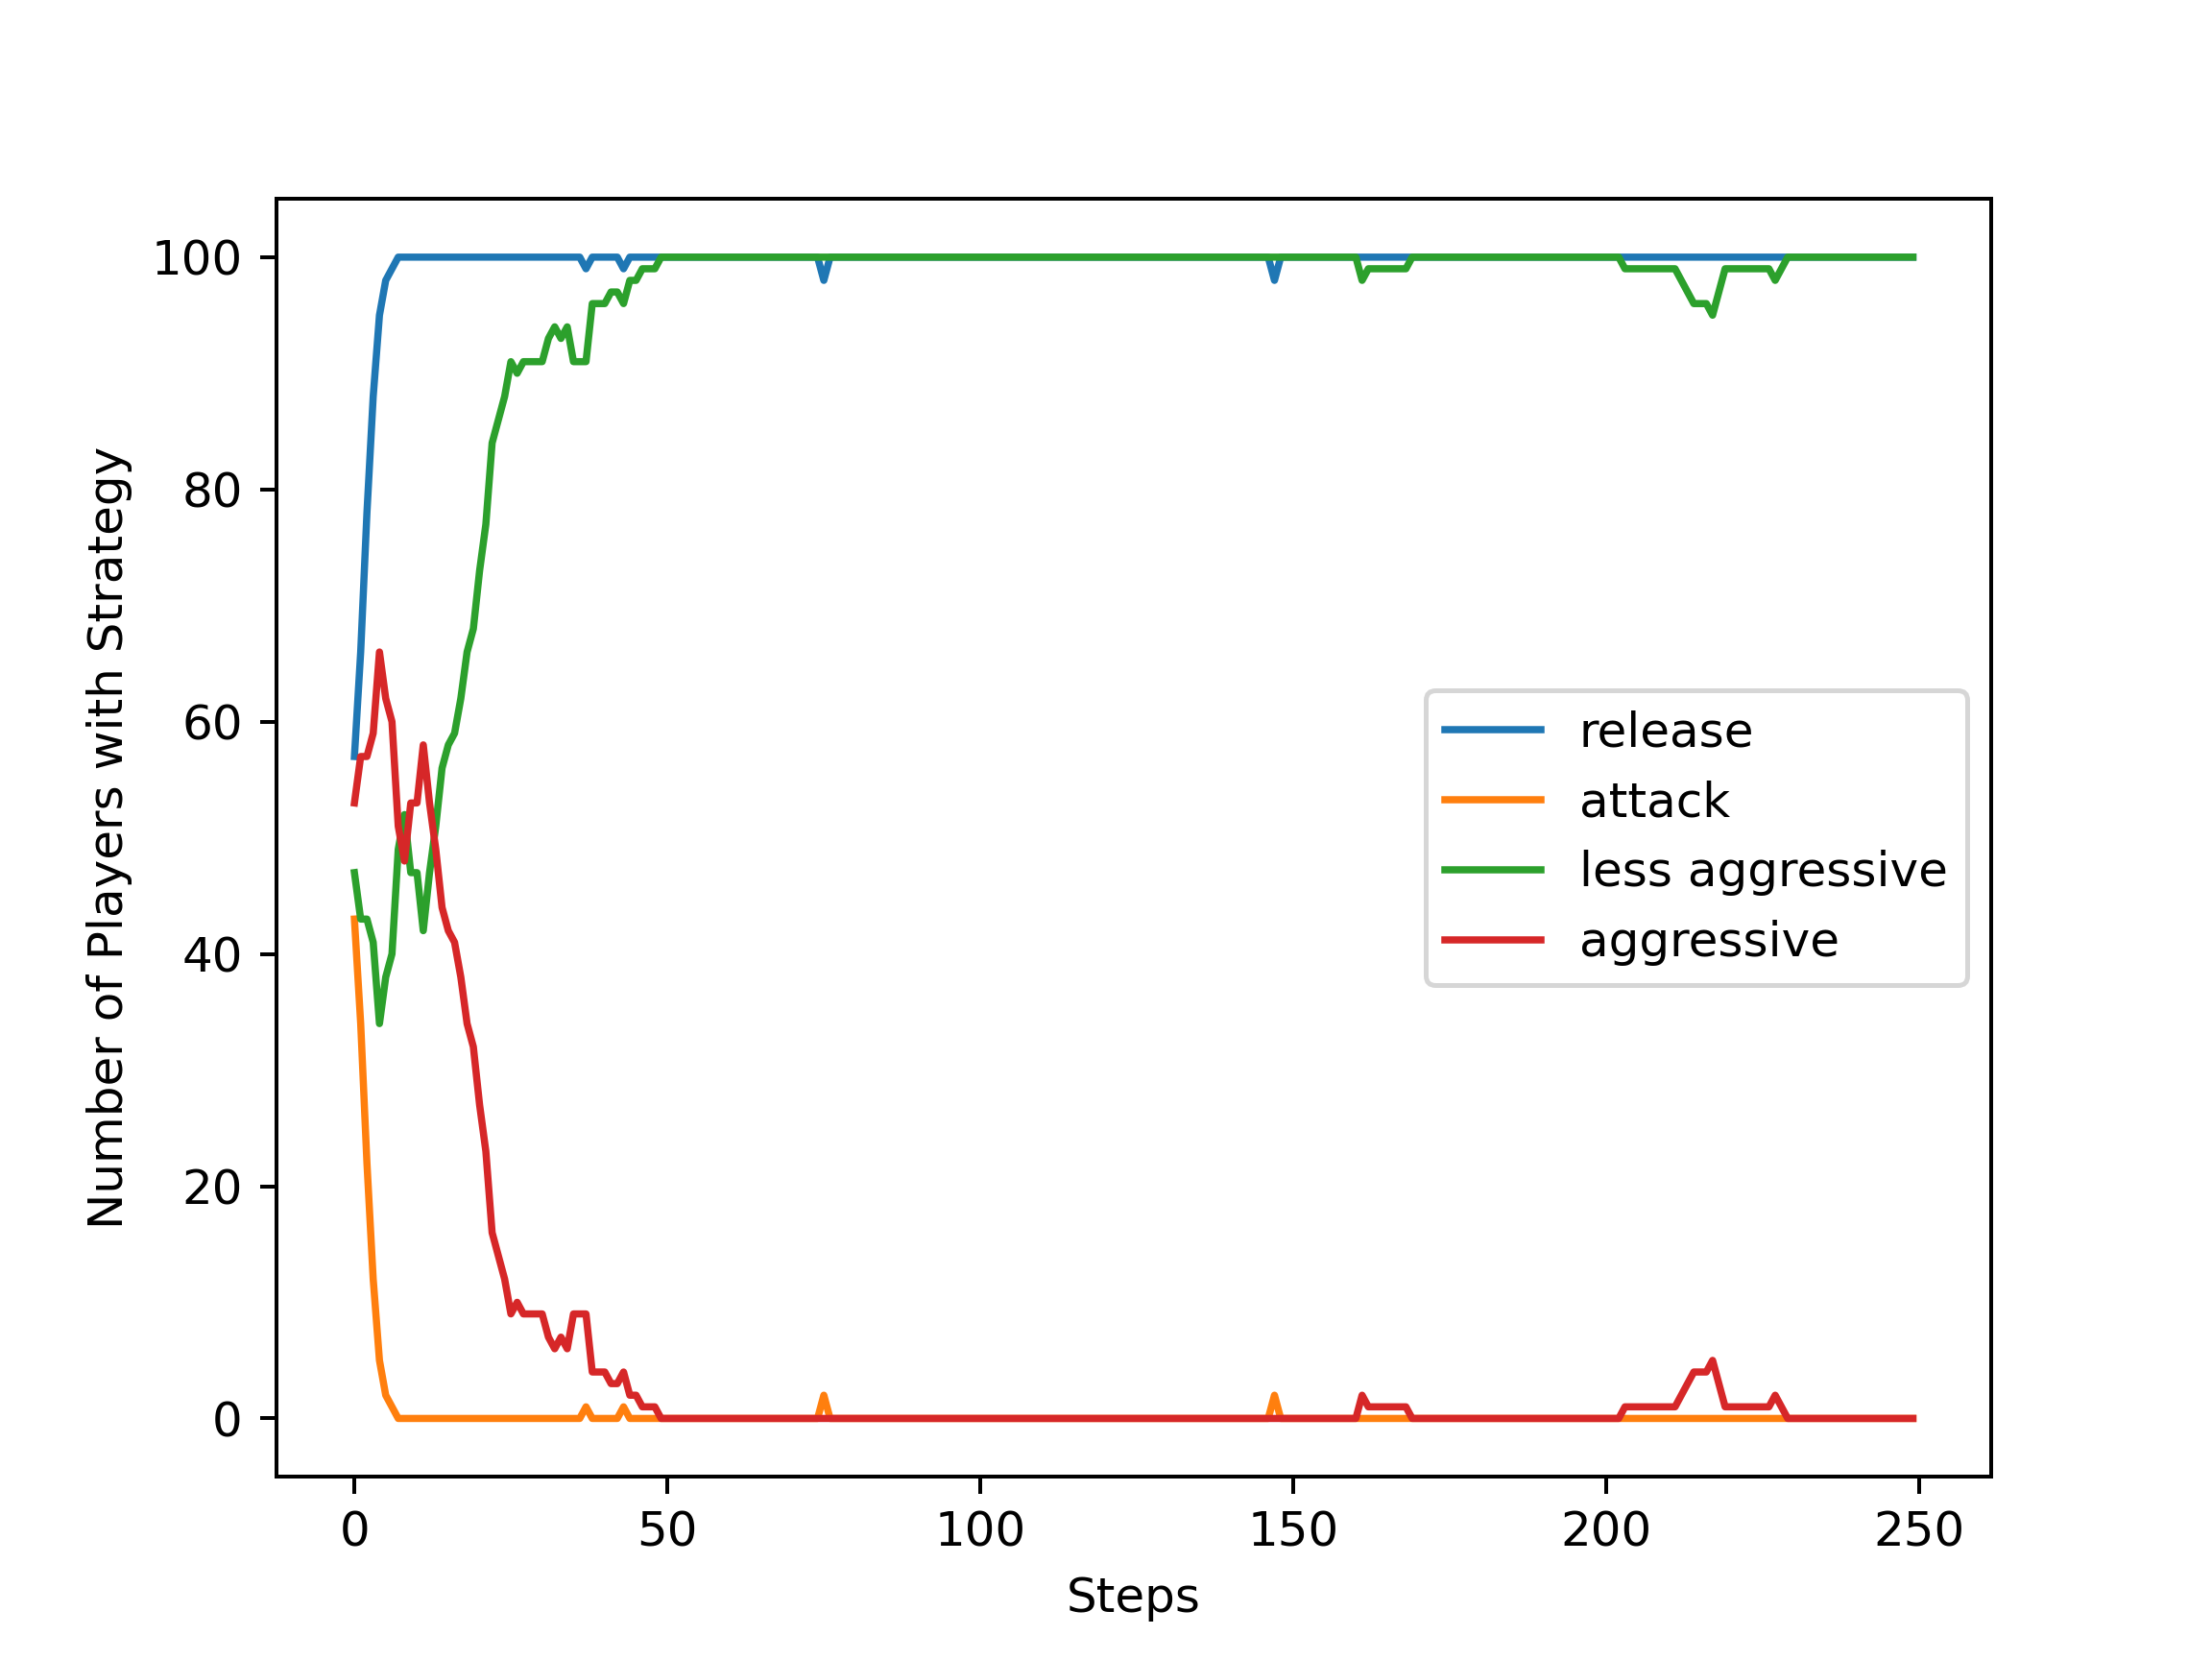 100
80
60
40
20
0
Number of Players with Strategy
release
attack
less aggressive
aggressive
0 50 100 150 200 250
Steps